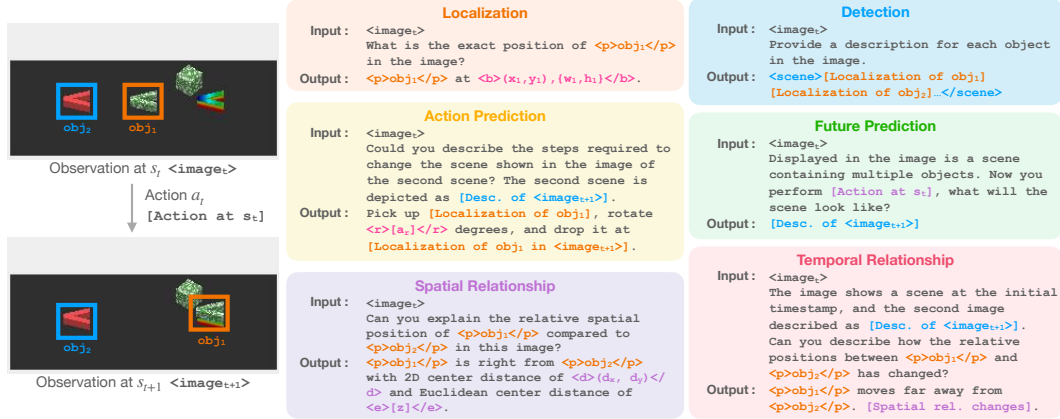 obj₂
obj₁
Observation at sₜ <imageₜ>
Action aₜ
[Action at sₜ]
obj₂
obj₁
Observation at sₜ₊₁ <imageₜ₊₁>
Localization
Input : <imageₜ>
What is the exact position of <p>obj₁</p>
in the image?
Output : <p>obj₁</p> at <b>(x₁,y₁),{w₁,h₁}</b>.
Action Prediction
Input : <imageₜ>
Could you describe the steps required to
change the scene shown in the image of
the second scene? The second scene is
depicted as [Desc. of <imageₜ₊₁>].
Output : Pick up [Localization of obj₁], rotate
<r>[aᵣ]</r> degrees, and drop it at
[Localization of obj₁ in <imageₜ₊₁>].
Spatial Relationship
Input : <imageₜ>
Can you explain the relative spatial
position of <p>obj₁</p> compared to
<p>obj₂</p> in this image?
Output : <p>obj₁</p> is right from <p>obj₂</p>
with 2D center distance of <d>(dₓ, d_y)</
d> and Euclidean center distance of
<e>[z]</e>.
Detection
Input : <imageₜ>
Provide a description for each object
in the image.
Output : <scene>[Localization of obj₁]
[Localization of obj₂]…</scene>
Future Prediction
Input : <imageₜ>
Displayed in the image is a scene
containing multiple objects. Now you
perform [Action at sₜ], what will the
scene look like?
Output : [Desc. of <imageₜ₊₁>]
Temporal Relationship
Input : <imageₜ>
The image shows a scene at the initial
timestamp, and the second image
described as [Desc. of <imageₜ₊₁>].
Can you describe how the relative
positions between <p>obj₁</p> and
<p>obj₂</p> has changed?
Output : <p>obj₁</p> moves far away from
<p>obj₂</p>. [Spatial rel. changes].